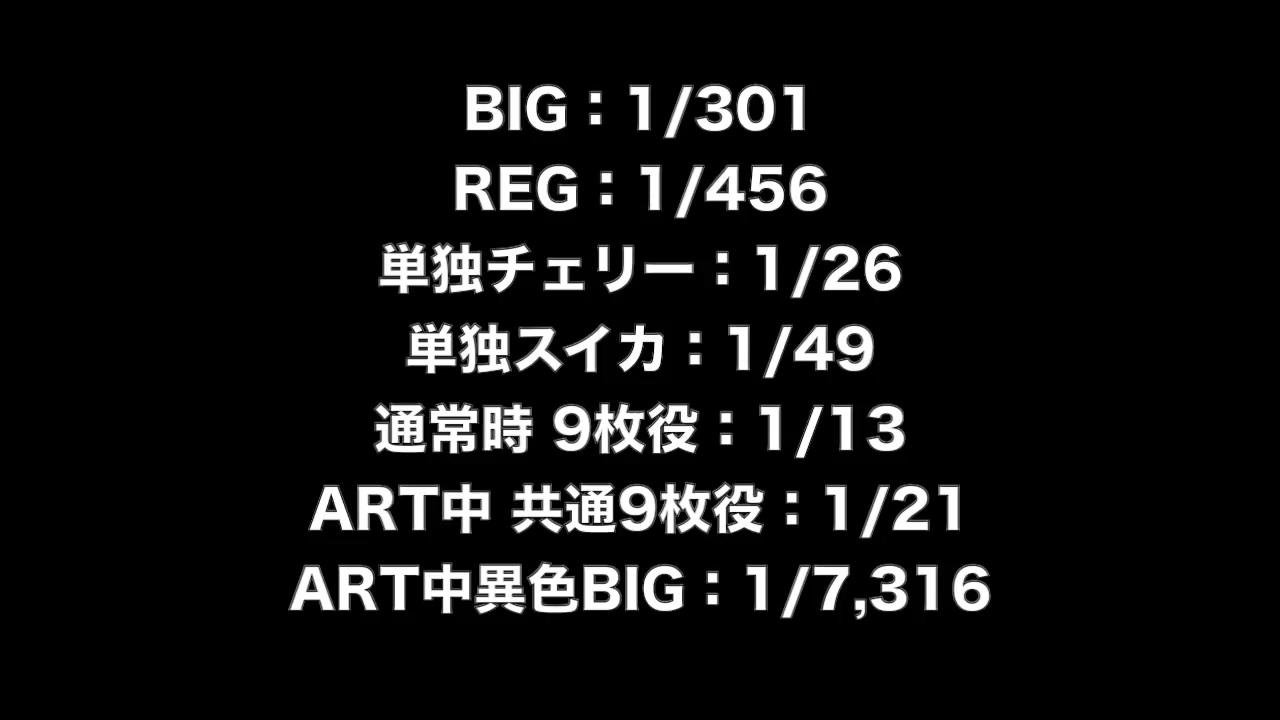 BIG：1/301
REG：1/456
単独チェリー：1/26
単独スイカ：1/49
通常時 9枚役：1/13
ART中 共通9枚役：1/21
ART中異色BIG：1/7,316